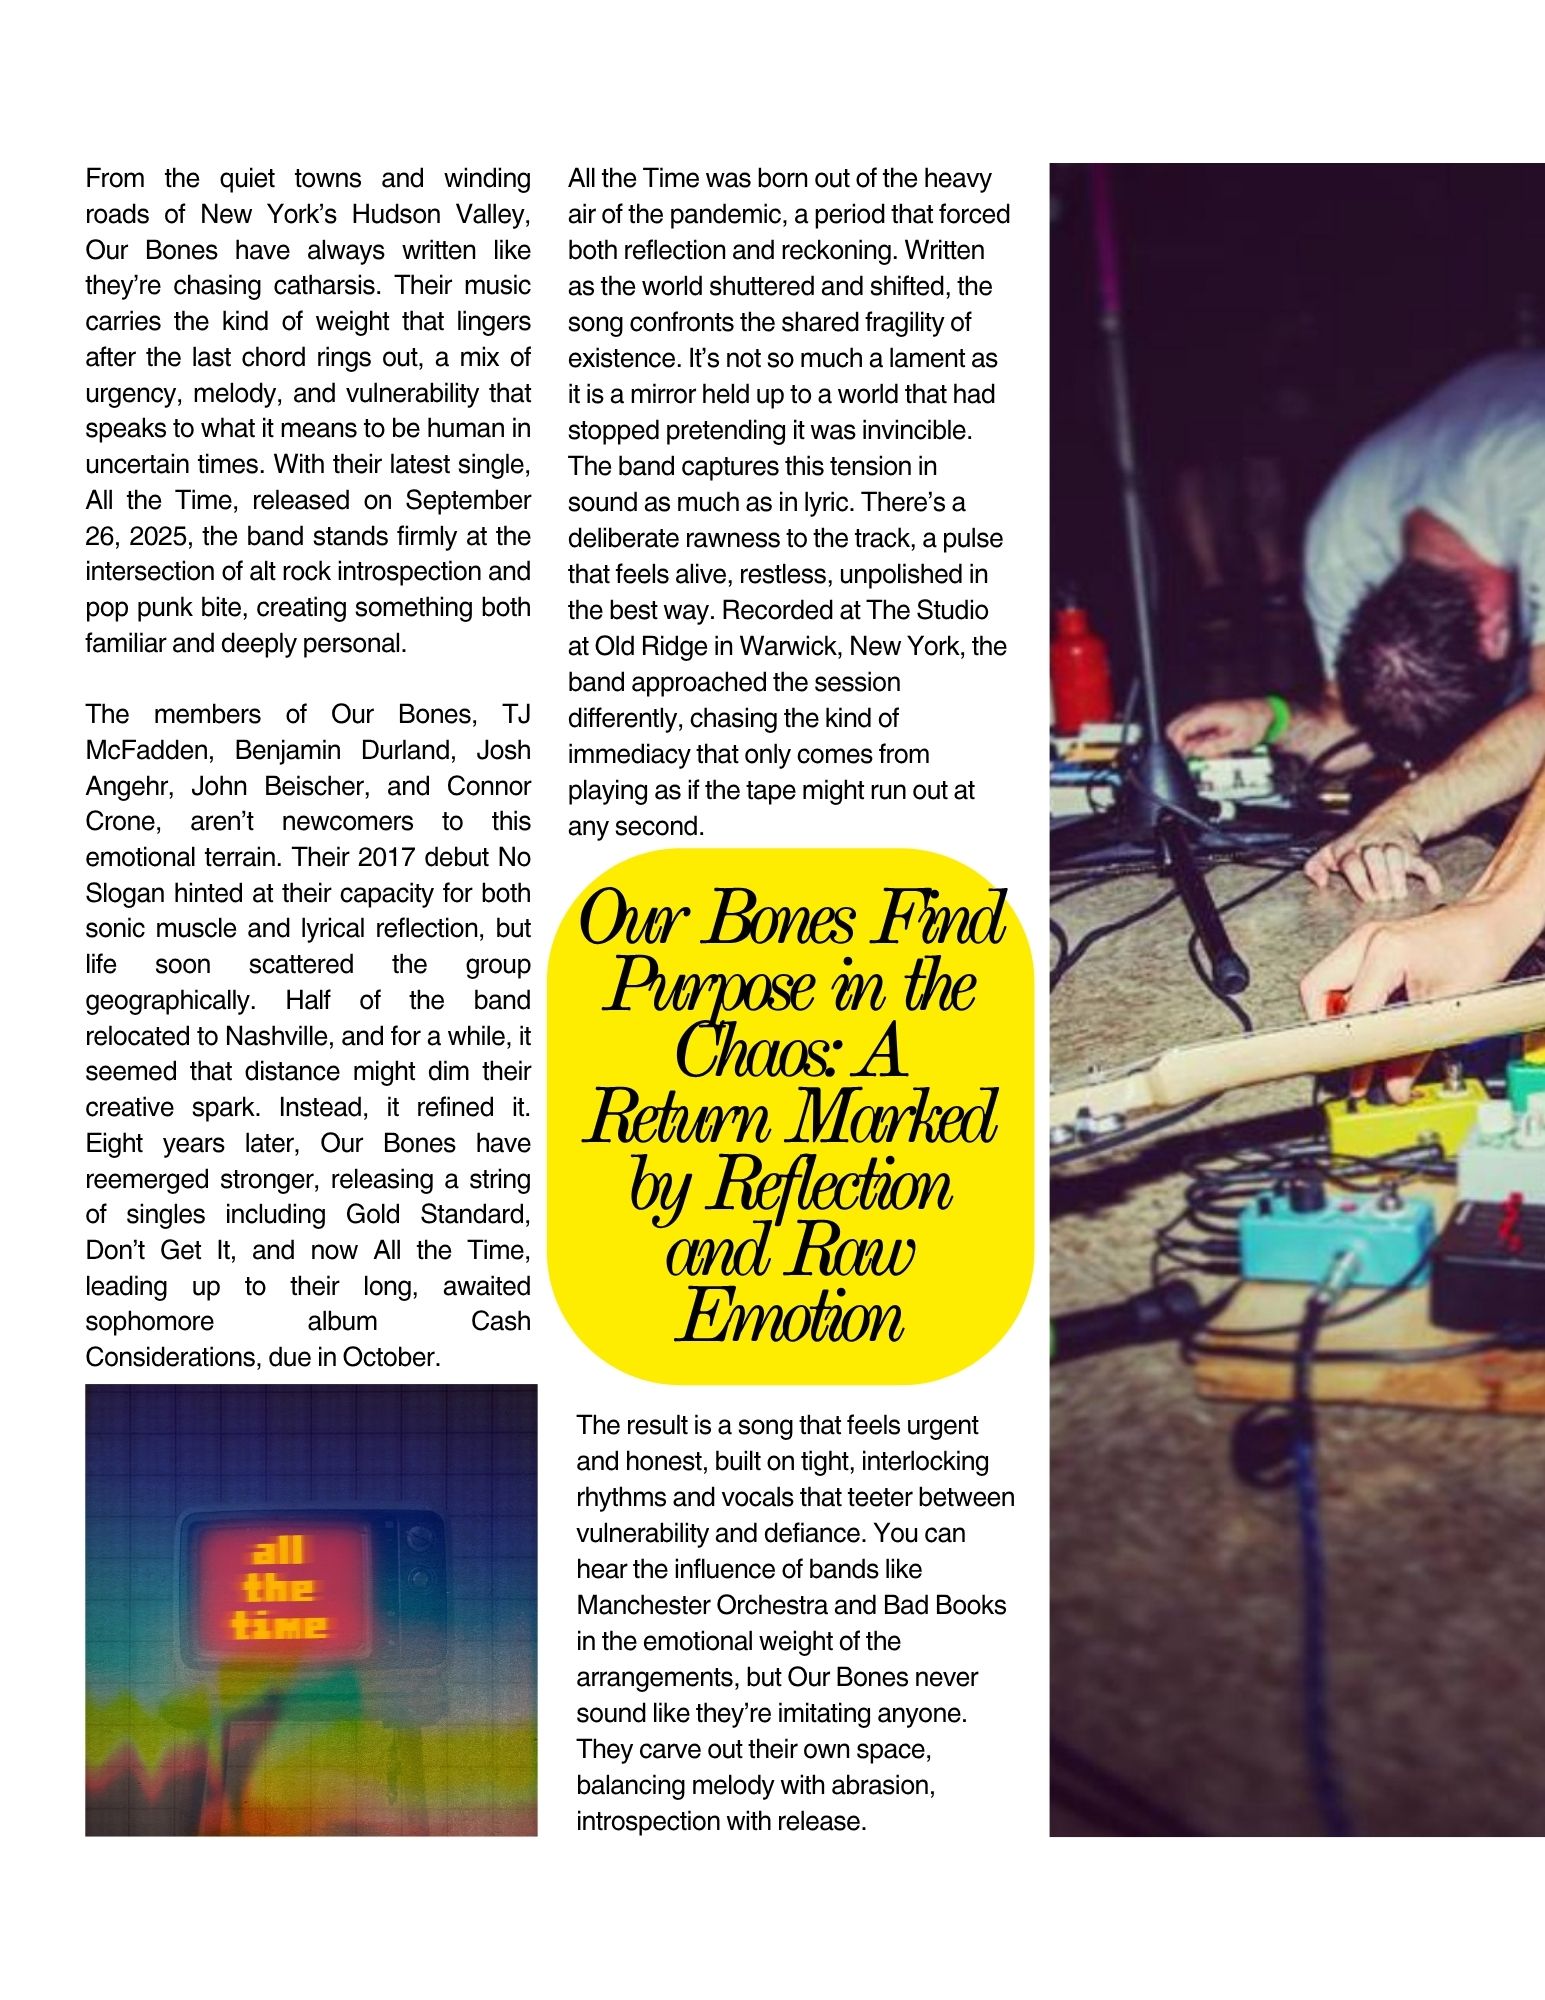 From the quiet towns and winding
roads of New York’s Hudson Valley,
Our Bones have always written like
they’re chasing catharsis. Their music
carries the kind of weight that lingers
after the last chord rings out, a mix of
urgency, melody, and vulnerability that
speaks to what it means to be human in
uncertain times. With their latest single,
All the Time, released on September
26, 2025, the band stands firmly at the
intersection of alt rock introspection and
pop punk bite, creating something both
familiar and deeply personal.
The members of Our Bones, TJ
McFadden, Benjamin Durland, Josh
Angehr, John Beischer, and Connor
Crone, aren’t newcomers to this
emotional terrain. Their 2017 debut No
Slogan hinted at their capacity for both
sonic muscle and lyrical reflection, but
life soon scattered the group
geographically. Half of the band
relocated to Nashville, and for a while, it
seemed that distance might dim their
creative spark. Instead, it refined it.
Eight years later, Our Bones have
reemerged stronger, releasing a string
of singles including Gold Standard,
Don’t Get It, and now All the Time,
leading up to their long, awaited
sophomore album Cash
Considerations, due in October.
all
the
time
All the Time was born out of the heavy
air of the pandemic, a period that forced
both reflection and reckoning. Written
as the world shuttered and shifted, the
song confronts the shared fragility of
existence. It’s not so much a lament as
it is a mirror held up to a world that had
stopped pretending it was invincible.
The band captures this tension in
sound as much as in lyric. There’s a
deliberate rawness to the track, a pulse
that feels alive, restless, unpolished in
the best way. Recorded at The Studio
at Old Ridge in Warwick, New York, the
band approached the session
differently, chasing the kind of
immediacy that only comes from
playing as if the tape might run out at
any second.
Our Bones Find
Purpose in the
Chaos: A
Return Marked
by Reflection
and Raw
Emotion
The result is a song that feels urgent
and honest, built on tight, interlocking
rhythms and vocals that teeter between
vulnerability and defiance. You can
hear the influence of bands like
Manchester Orchestra and Bad Books
in the emotional weight of the
arrangements, but Our Bones never
sound like they’re imitating anyone.
They carve out their own space,
balancing melody with abrasion,
introspection with release.